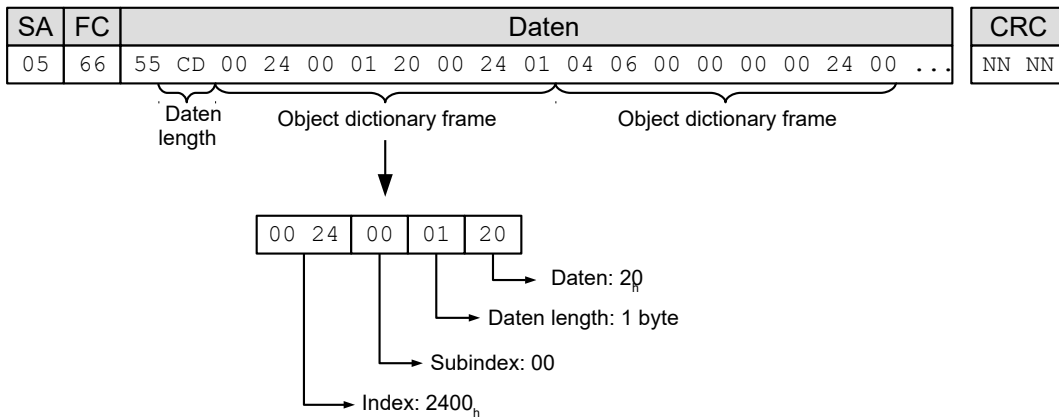 SA FC Daten CRC
05 66 55 CD 00 24 00 01 20 00 24 01 04 06 00 00 00 00 24 00 ... NN NN
Daten length
Object dictionary frame
Object dictionary frame
00 24 00 01 20
Daten: 20h
Daten length: 1 byte
Subindex: 00
Index: 2400h